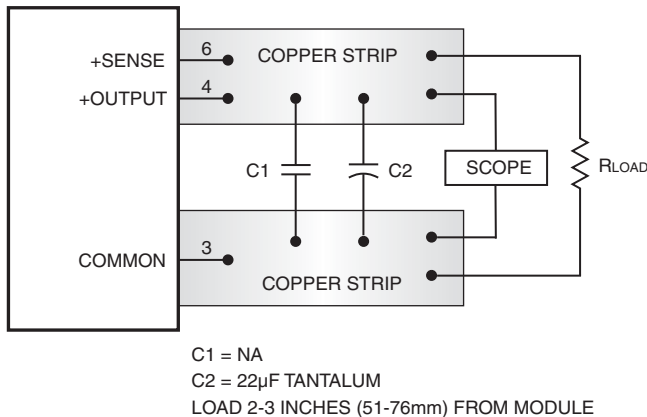 +SENSE 6 COPPER STRIP
+OUTPUT 4
C1 C2 SCOPE RLOAD
COMMON 3
COPPER STRIP
C1 = NA
C2 = 22µF TANTALUM
LOAD 2-3 INCHES (51-76mm) FROM MODULE